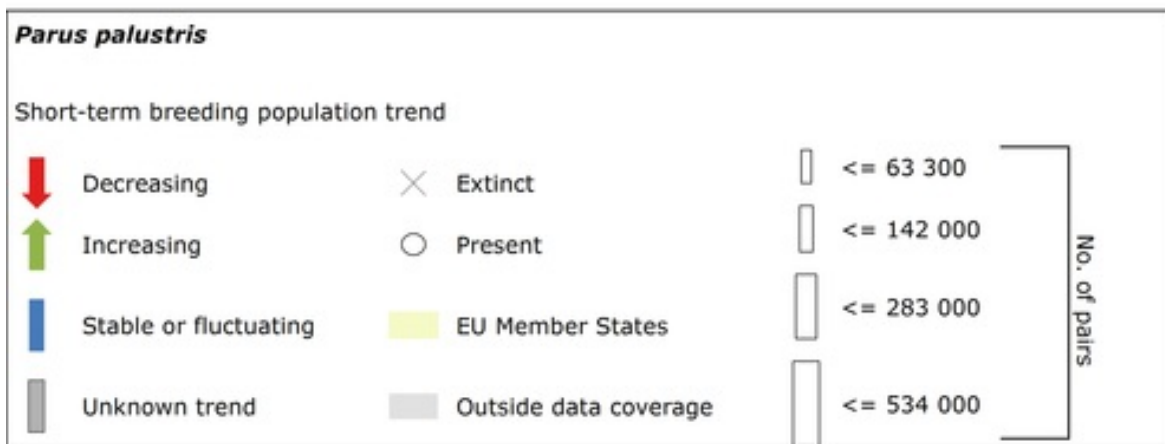 Parus palustris
Short-term breeding population trend
Decreasing
Increasing
Stable or fluctuating
Unknown trend
Extinct
Present
EU Member States
Outside data coverage
<= 63 300
<= 142 000
<= 283 000
<= 534 000
No. of pairs